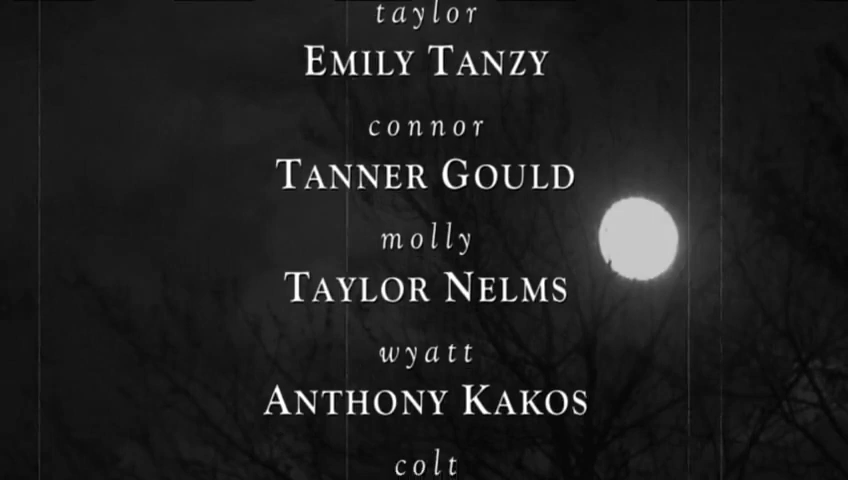 taylor
EMILY TANZY
connor
TANNER GOULD
molly
TAYLOR NELMS
wyatt
ANTHONY KAKOS
colt